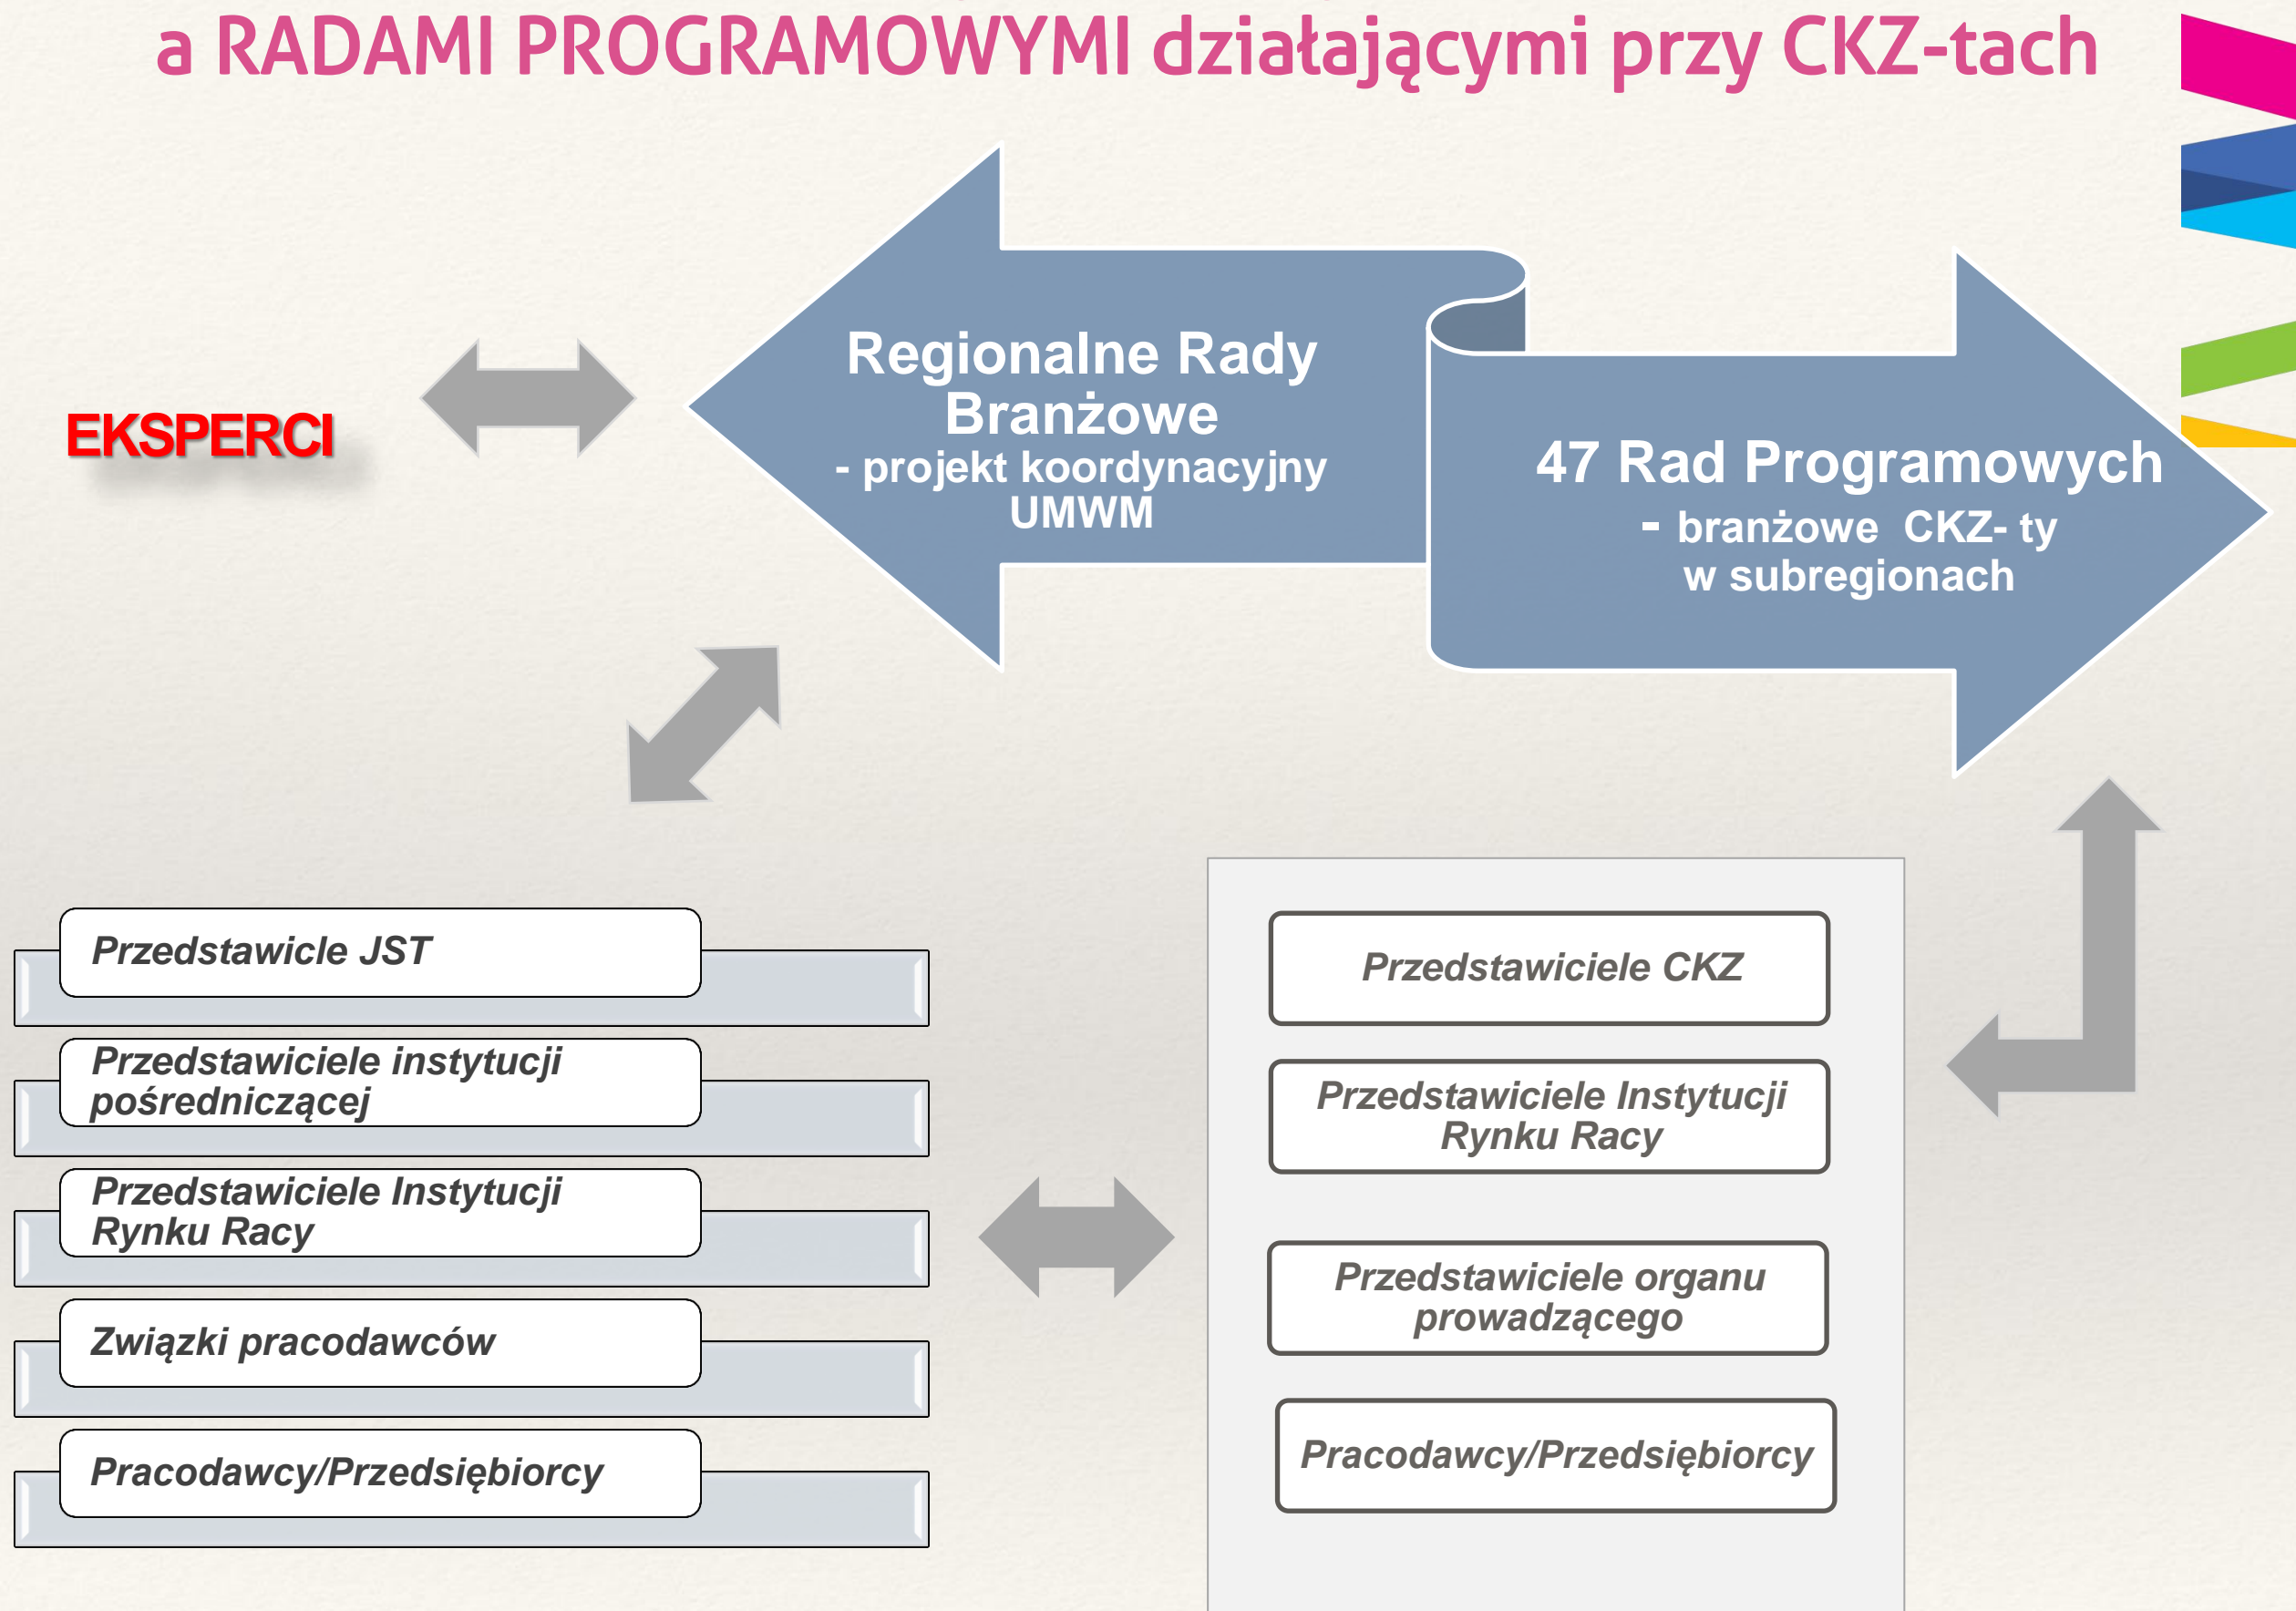 a RADAMI PROGRAMOWYMI działającymi przy CKZ-tach
EKSPERCI
Regionalne Rady
Branżowe
- projekt koordynacyjny
UMWM
47 Rad Programowych
- branżowe CKZ- ty
w subregionach
Przedstawicle JST
Przedstawiciele instytucji
pośredniczącej
Przedstawiciele Instytucji
Rynku Racy
Związki pracodawców
Pracodawcy/Przedsiębiorcy
Przedstawiciele CKZ
Przedstawiciele Instytucji
Rynku Racy
Przedstawiciele organu
prowadzącego
Pracodawcy/Przedsiębiorcy